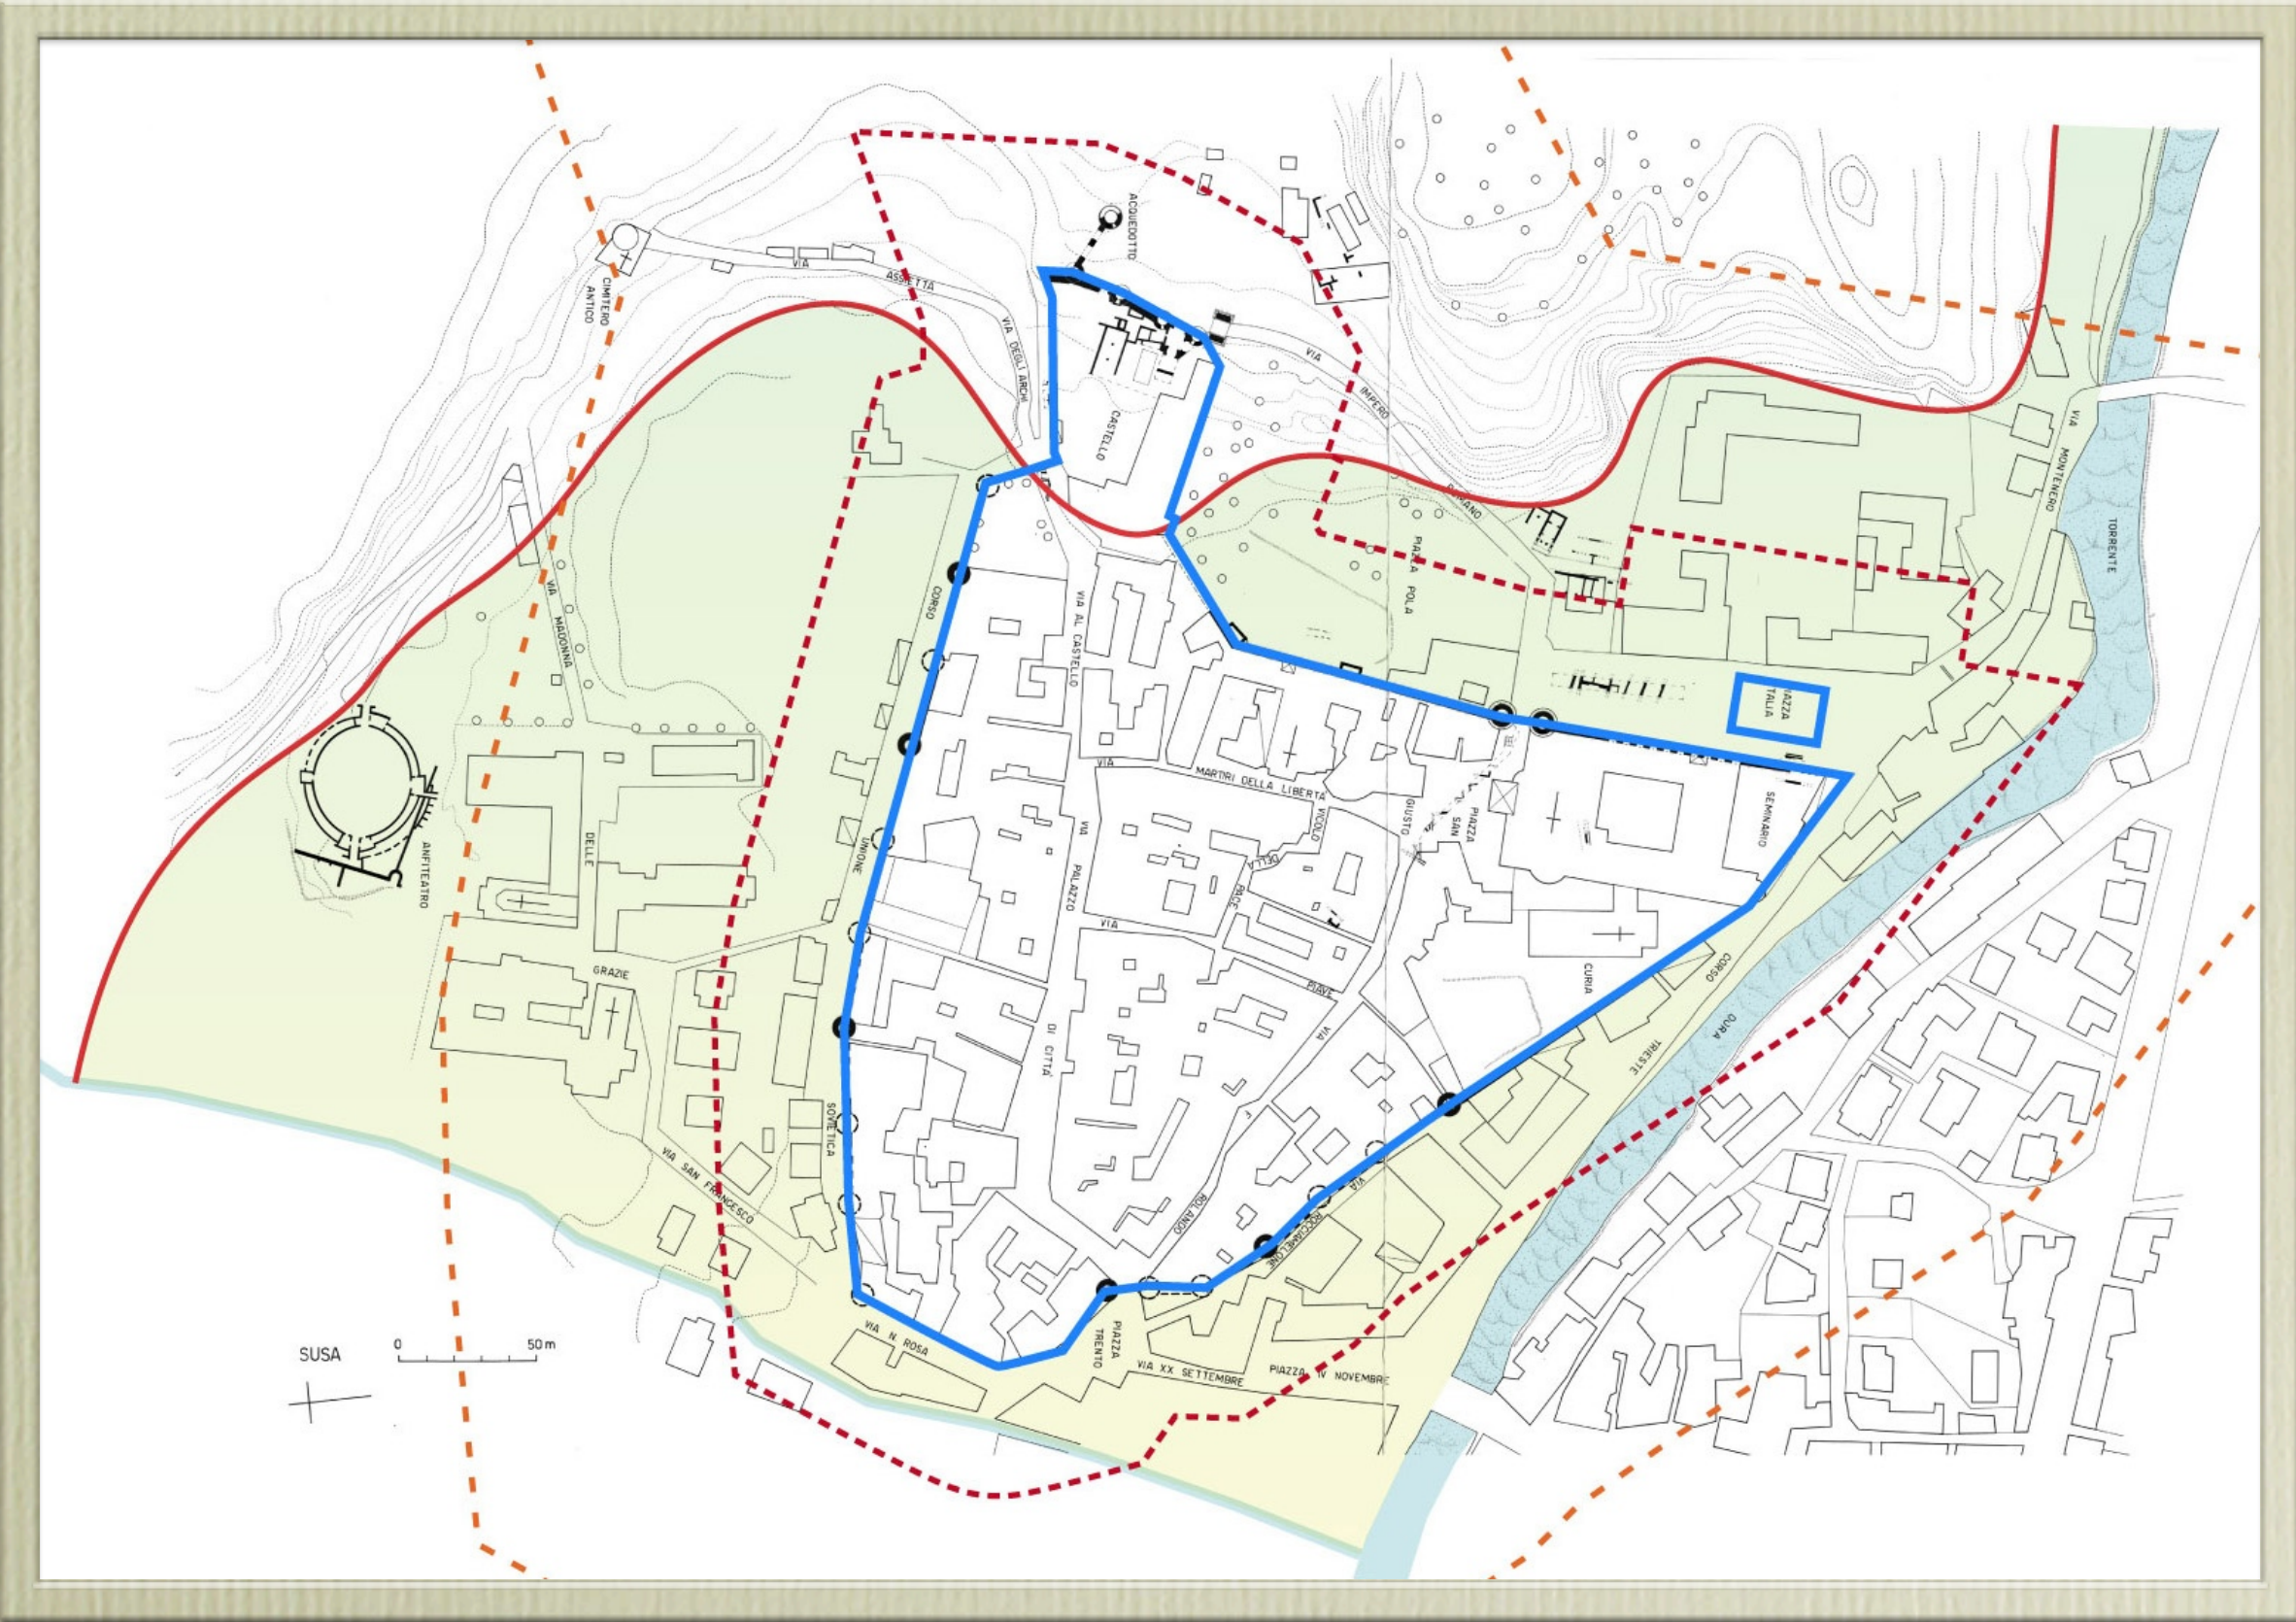 ACQUEDOTTO
VIA
ASSIETTA
CIMITERO
ANTICO
VIA DEGLI ARCHI
CASTELLO
VIA
IMPERO
ROMANO
VIA
MONTENERO
TORRENTE
PIAZZA POLA
VIA
MADONNA
CORSO
VIA AL CASTELLO
VIA
MARTIRI DELLA LIBERTÀ
VICOLO
DELLA
PACE
GIUSTO
PIAZZA
SAN
SEMINARIO
ANFITEATRO
DELLE
UNIONE
VIA
PALAZZO
VIA
PIAVE
GRAZIE
CURIA
CORSO
DORA
VIA
DI CITTÀ
TRIESTE
SOVIETICA
VIA SAN FRANCESCO
ROLANDO
VIA
ROCCIAMELONE
VIA N. ROSA
PIAZZA
TRENTO
VIA XX SETTEMBRE
PIAZZA IV NOVEMBRE
SUSA
0 50 m